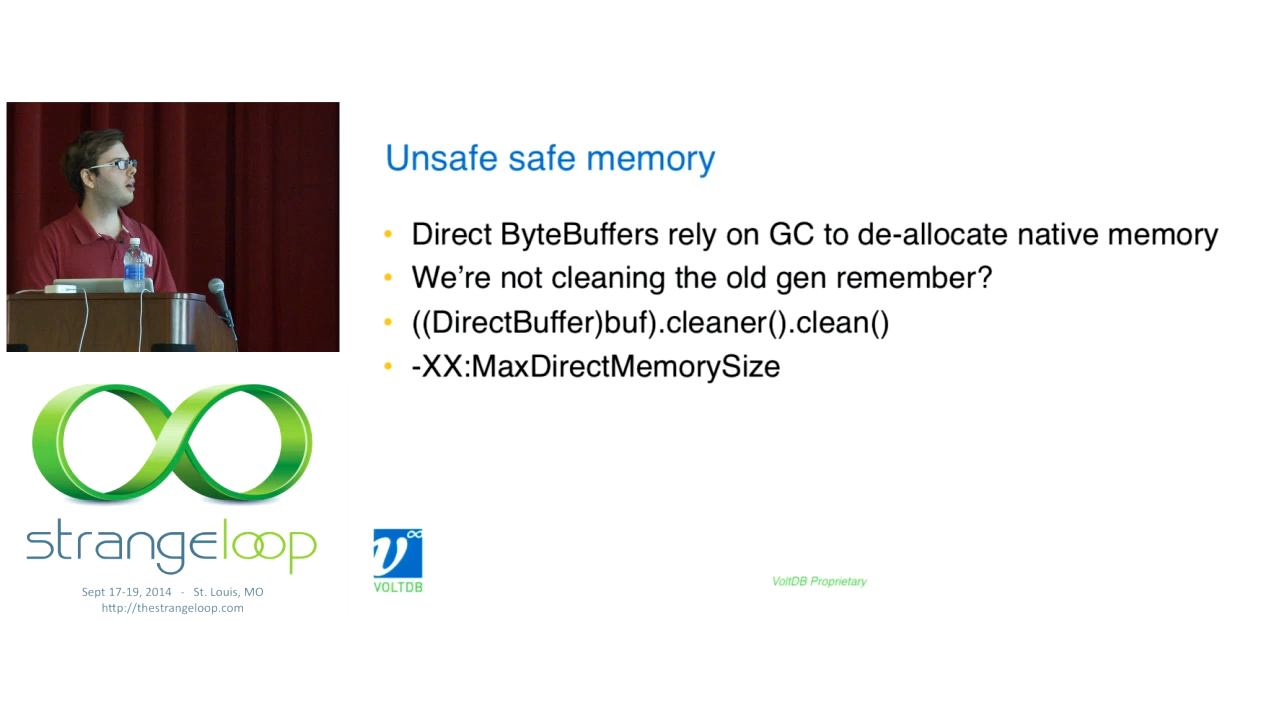 Unsafe safe memory
• Direct ByteBuffers rely on GC to de-allocate native memory
• We're not cleaning the old gen remember?
• ((DirectBuffer)buf).cleaner().clean()
• -XX:MaxDirectMemorySize
strangeloop
Sept 17-19, 2014 - St. Louis, MO
http://thestrangeloop.com
VOLTDB
VoltDB Proprietary